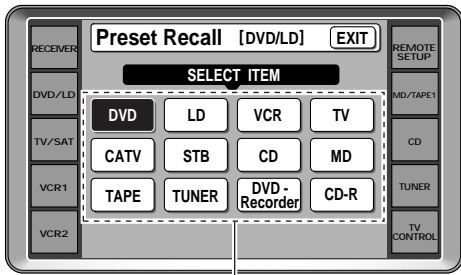 Preset Recall [DVD/LD] EXIT
SELECT ITEM
RECEIVER
DVD/LD
TV/SAT
VCR1
VCR2
DVD LD VCR TV
CATV STB CD MD
TAPE TUNER DVD - Recorder CD-R
REMOTE
SETUP
MD/TAPE1
CD
TUNER
TV
CONTROL